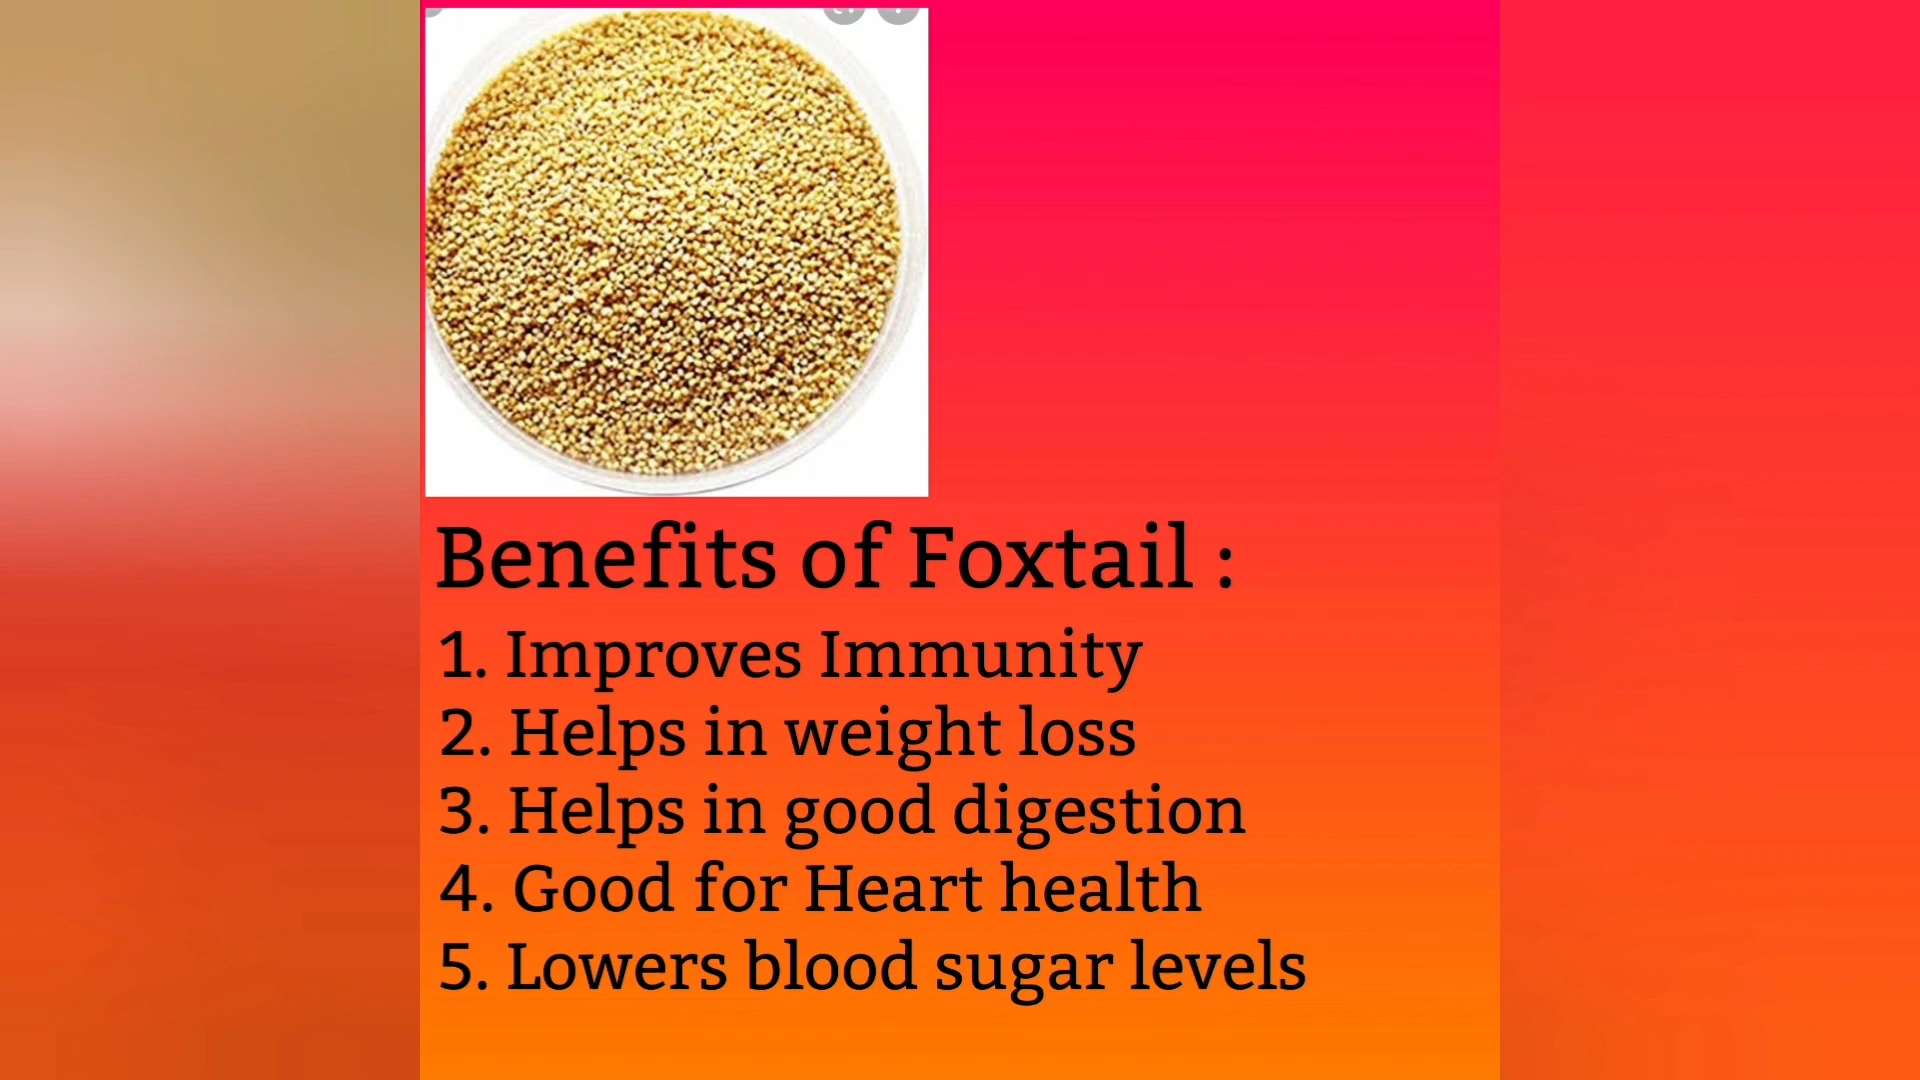 Benefits of Foxtail :
1. Improves Immunity
2. Helps in weight loss
3. Helps in good digestion
4. Good for Heart health
5. Lowers blood sugar levels